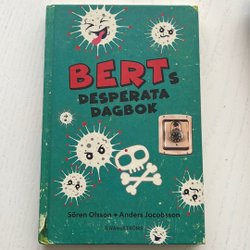 BERTs
DESPERATA
DAGBOK
Sören Olsson + Anders Jacobsson